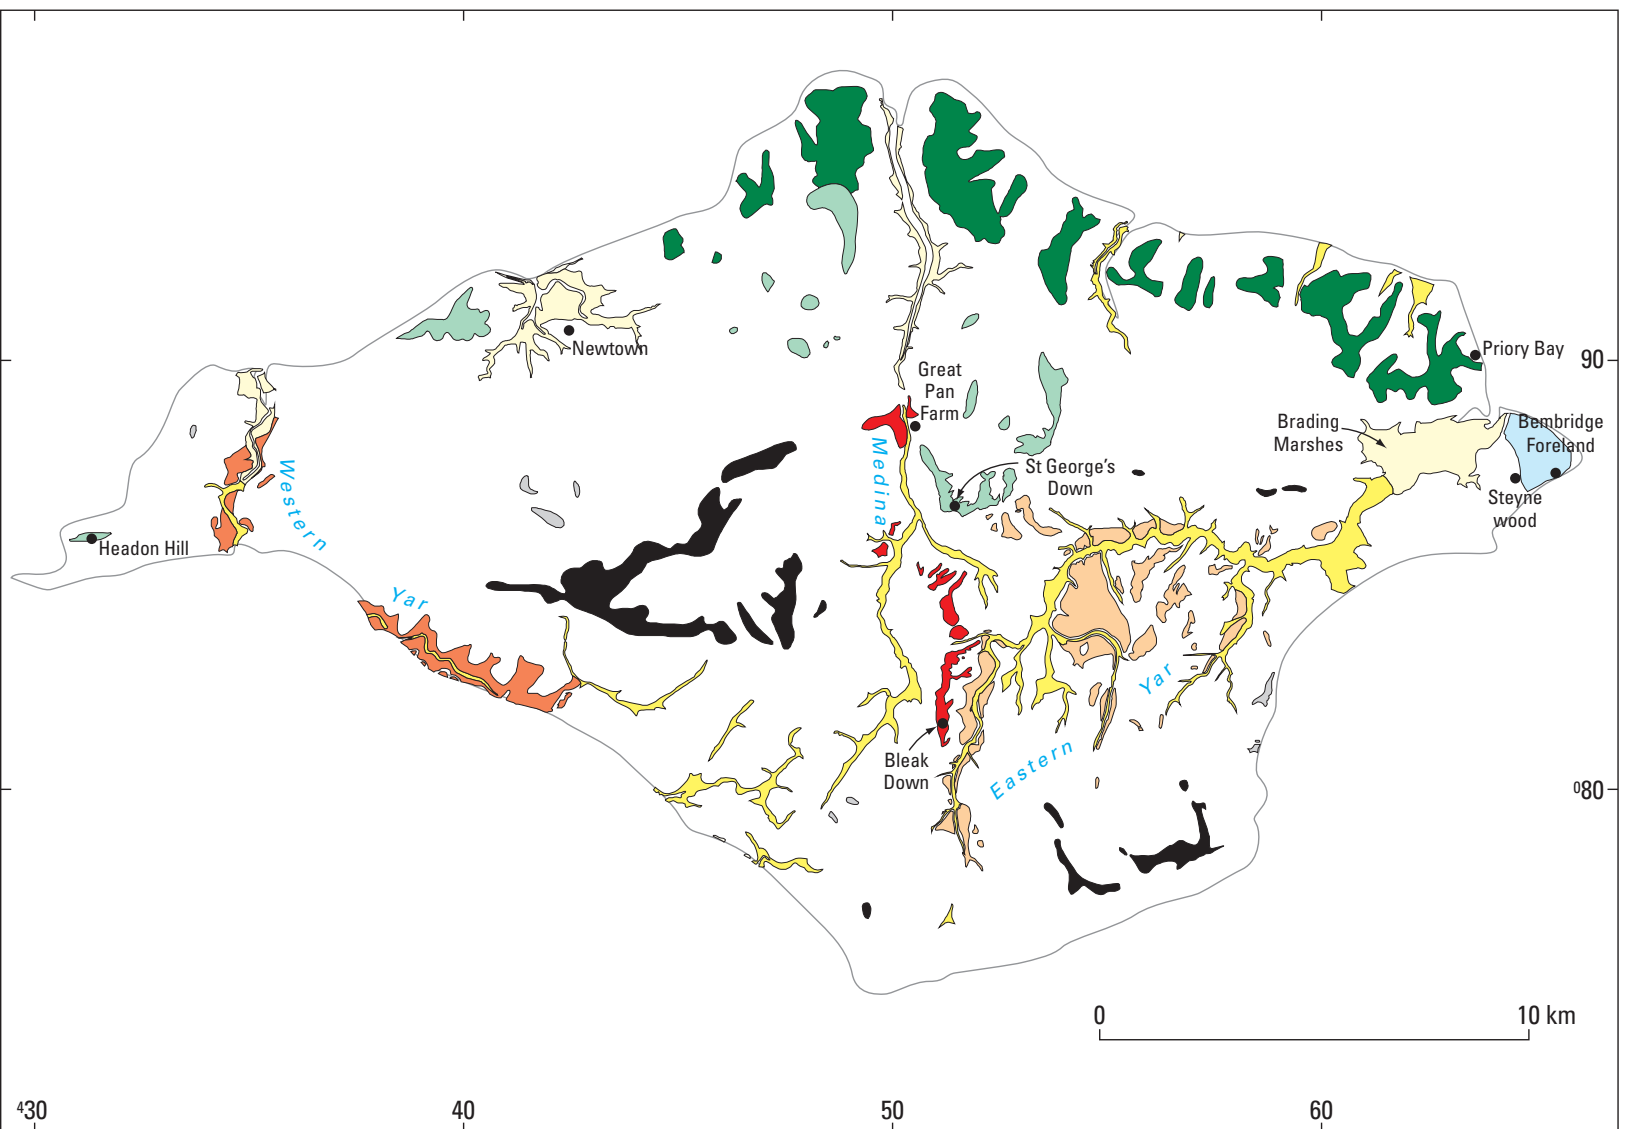 Newtown
Great
Pan
Farm
Priory Bay
90
Brading
Marshes
Bembridge
Foreland
Western
Medina
St George's
Down
Steyne
wood
Headon Hill
Yar
Yar
Bleak
Down
Eastern
080
0 10 km
430 40 50 60